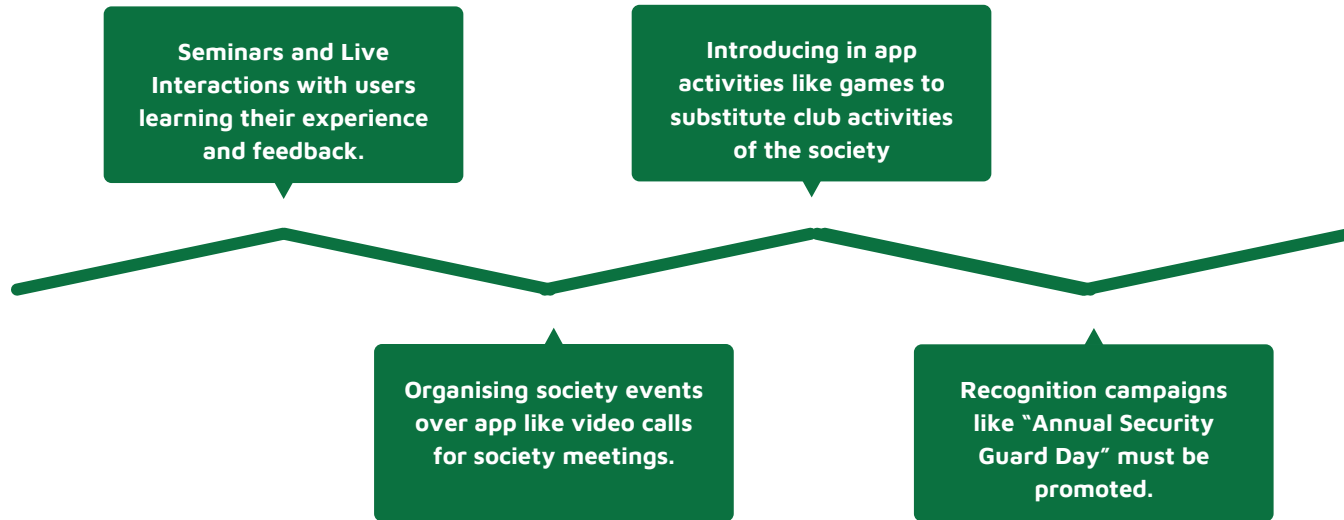 Seminars and Live
Interactions with users
learning their experience
and feedback.
Organising society events
over app like video calls
for society meetings.
Introducing in app
activities like games to
substitute club activities
of the society
Recognition campaigns
like “Annual Security
Guard Day” must be
promoted.